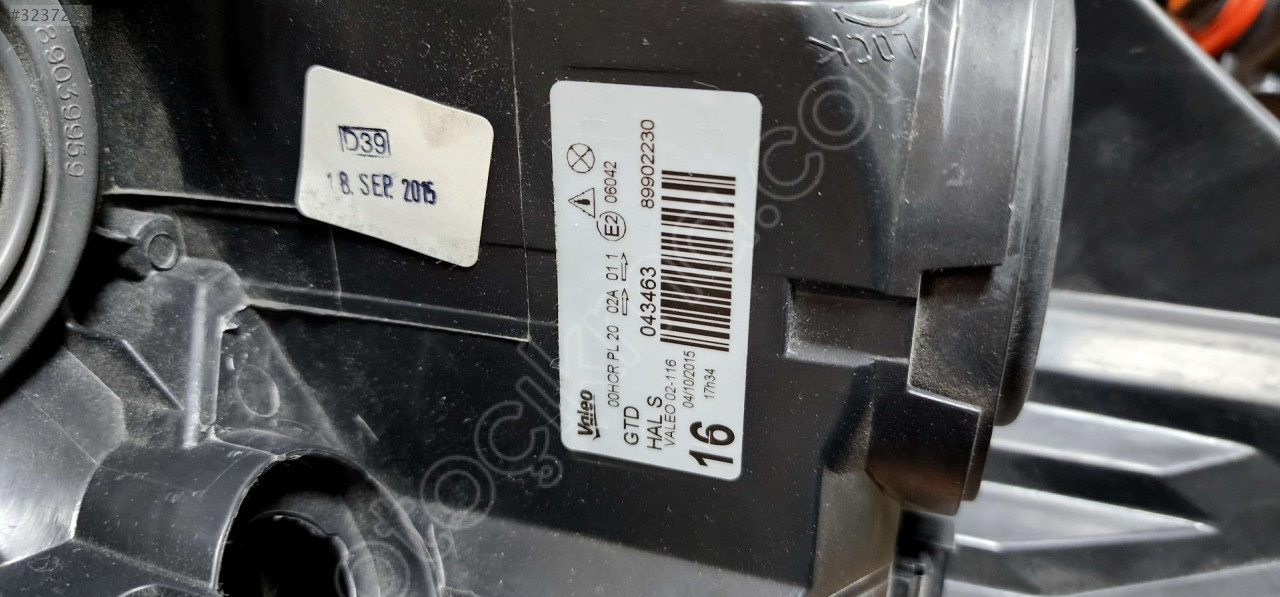 #32372
89039959
D39
18. SEP. 2015
LOCK
Valeo
00HCR PL 20 02A 01.1 E2 06042
GTD
HAL S 043463 89902230
VALEO 02-116
04/10/2015
17h34
16